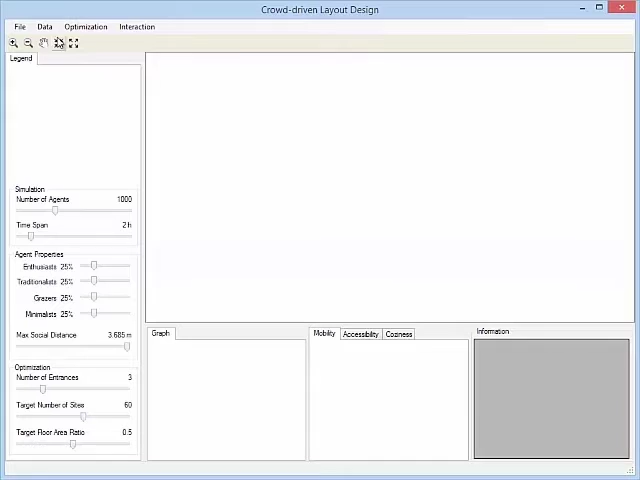 Crowd-driven Layout Design
File Data Optimization Interaction
Legend
Simulation
Number of Agents 1000
Time Span 2 h
Agent Properties
Enthusiasts 25%
Traditionalists 25%
Grazers 25%
Minimalists 25%
Max Social Distance 3.685 m
Optimization
Number of Entrances 3
Target Number of Sites 60
Target Floor Area Ratio 0.5
Graph
Mobility Accessibility Coziness
Information